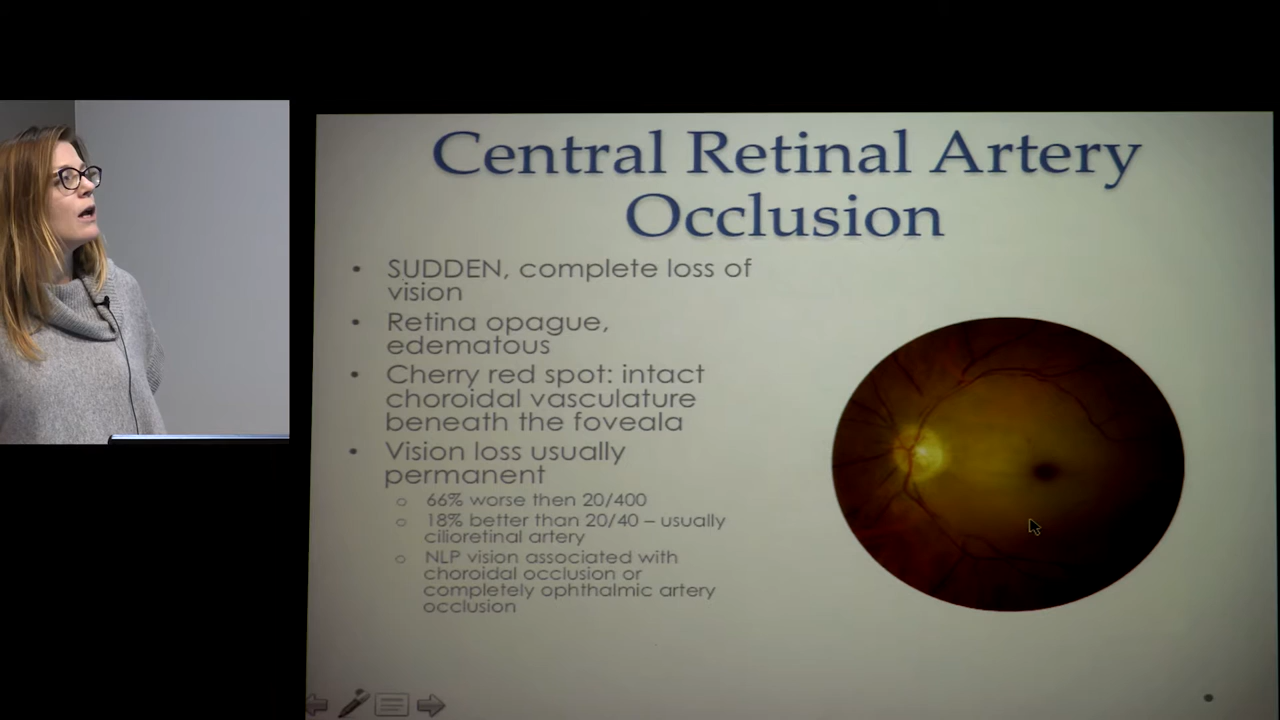 Central Retinal Artery
Occlusion
• SUDDEN, complete loss of
vision
• Retina opague,
edematous
• Cherry red spot: intact
choroidal vasculature
beneath the foveala
• Vision loss usually
permanent
o 66% worse then 20/400
o 18% better than 20/40 – usually
cilioretinal artery
o NLP vision associated with
choroidal occlusion or
completely ophthalmic artery
occlusion